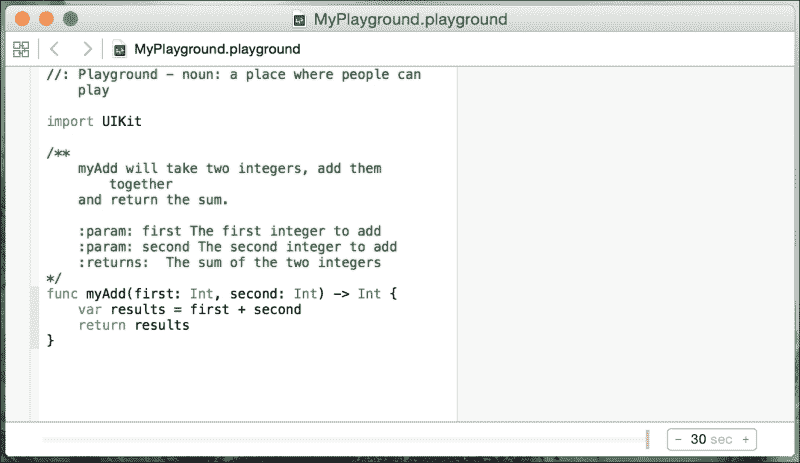 MyPlayground.playground
MyPlayground.playground
//: Playground - noun: a place where people can
play
import UIKit
/**
myAdd will take two integers, add them
together
and return the sum.
:param: first The first integer to add
:param: second The second integer to add
:returns:  The sum of the two integers
*/
func myAdd(first: Int, second: Int) -> Int {
var results = first + second
return results
}
- 30 sec +